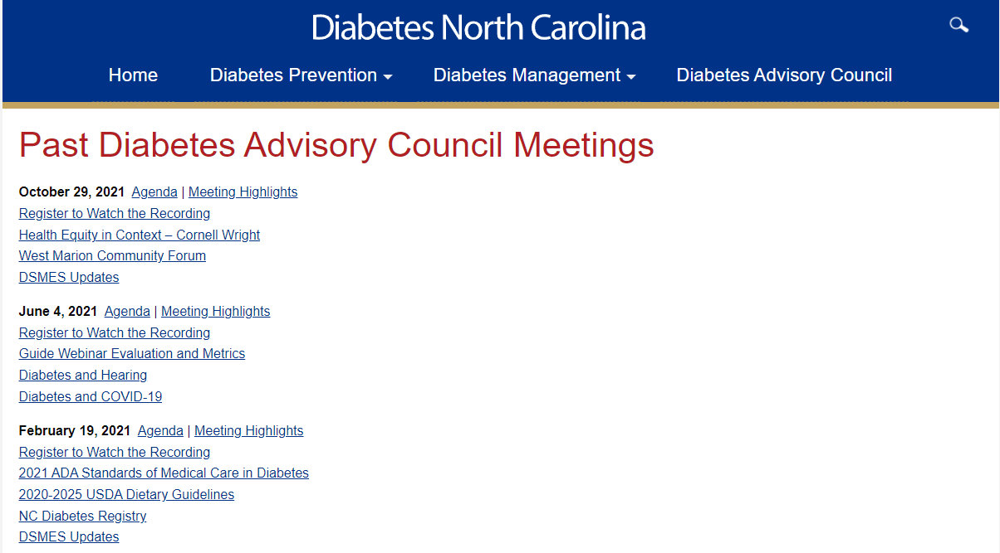 Diabetes North Carolina
Home Diabetes Prevention Diabetes Management Diabetes Advisory Council
Past Diabetes Advisory Council Meetings
October 29, 2021 Agenda | Meeting Highlights
Register to Watch the Recording
Health Equity in Context – Cornell Wright
West Marion Community Forum
DSMES Updates
June 4, 2021 Agenda | Meeting Highlights
Register to Watch the Recording
Guide Webinar Evaluation and Metrics
Diabetes and Hearing
Diabetes and COVID-19
February 19, 2021 Agenda | Meeting Highlights
Register to Watch the Recording
2021 ADA Standards of Medical Care in Diabetes
2020-2025 USDA Dietary Guidelines
NC Diabetes Registry
DSMES Updates